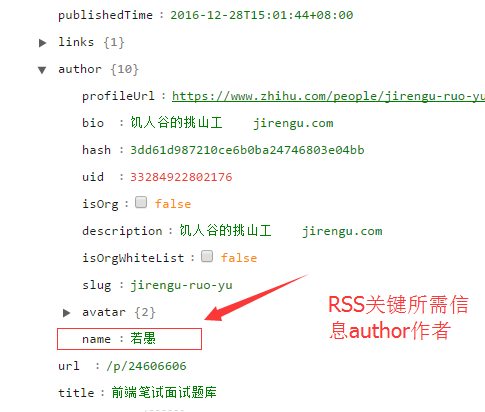 publishedTime : 2016-12-28T15:01:44+08:00
links {1}
author {10}
profileUrl : https://www.zhihu.com/people/jirengu-ruo-yu
bio : 饥人谷的挑山工 jirengu.com
hash : 3dd61d987210ce6b0ba24746803e04bb
uid : 33284922802176
isOrg : false
description : 饥人谷的挑山工 jirengu.com
isOrgWhiteList : false
slug : jirengu-ruo-yu
avatar {2}
name : 若愚
url : /p/24606606
title : 前端笔试面试题库
RSS关键所需信
息author作者